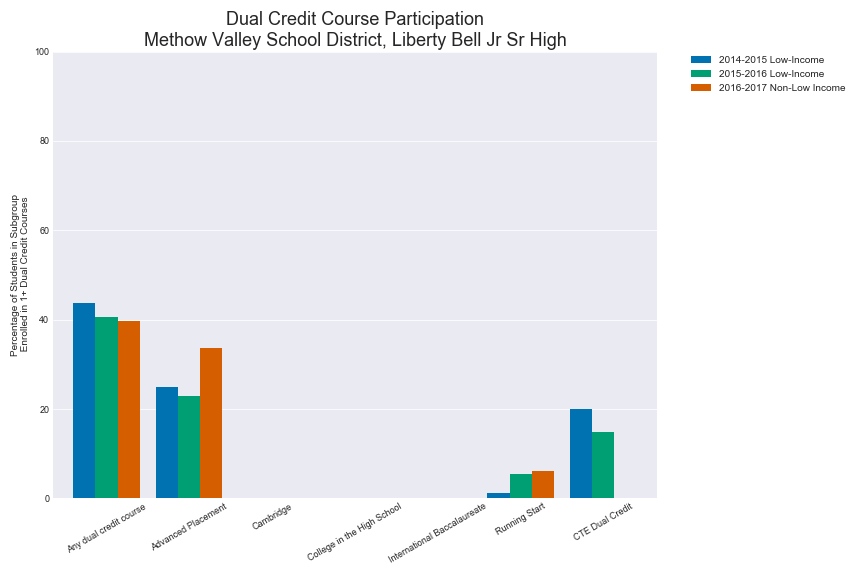 Dual Credit Course Participation
Methow Valley School District, Liberty Bell Jr Sr High
2014-2015 Low-Income
2015-2016 Low-Income
2016-2017 Non-Low Income
Percentage of Students in Subgroup
Enrolled in 1+ Dual Credit Courses
100
80
60
40
20
0
Any dual credit course
Advanced Placement
Cambridge
College in the High School
International Baccalaureate
Running Start
CTE Dual Credit